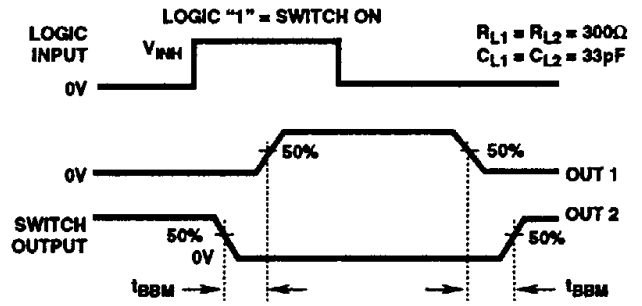 LOGIC "1" = SWITCH ON
LOGIC
INPUT
VINH
0V
RL1 = RL2 = 300Ω
CL1 = CL2 = 33pF
50%
50%
0V
OUT 1
SWITCH
OUTPUT
OUT 2
50%
0V
50%
tBBM
tBBM